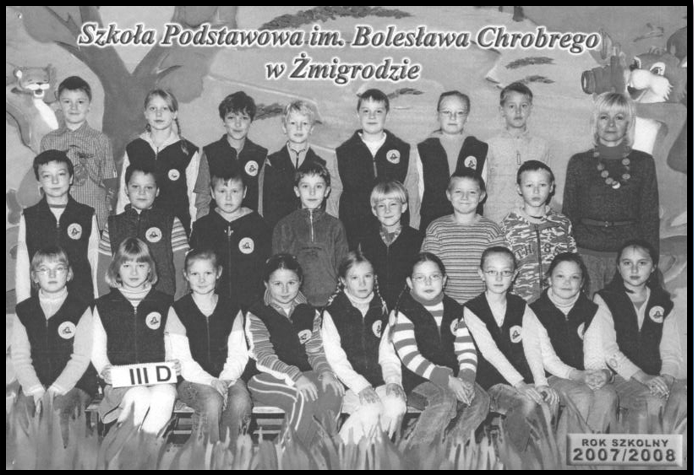 Szkoła Podstawowa im. Bolesława Chrobrego
w Żmigrodzie
III D
ROK SZKOLNY
2007/2008